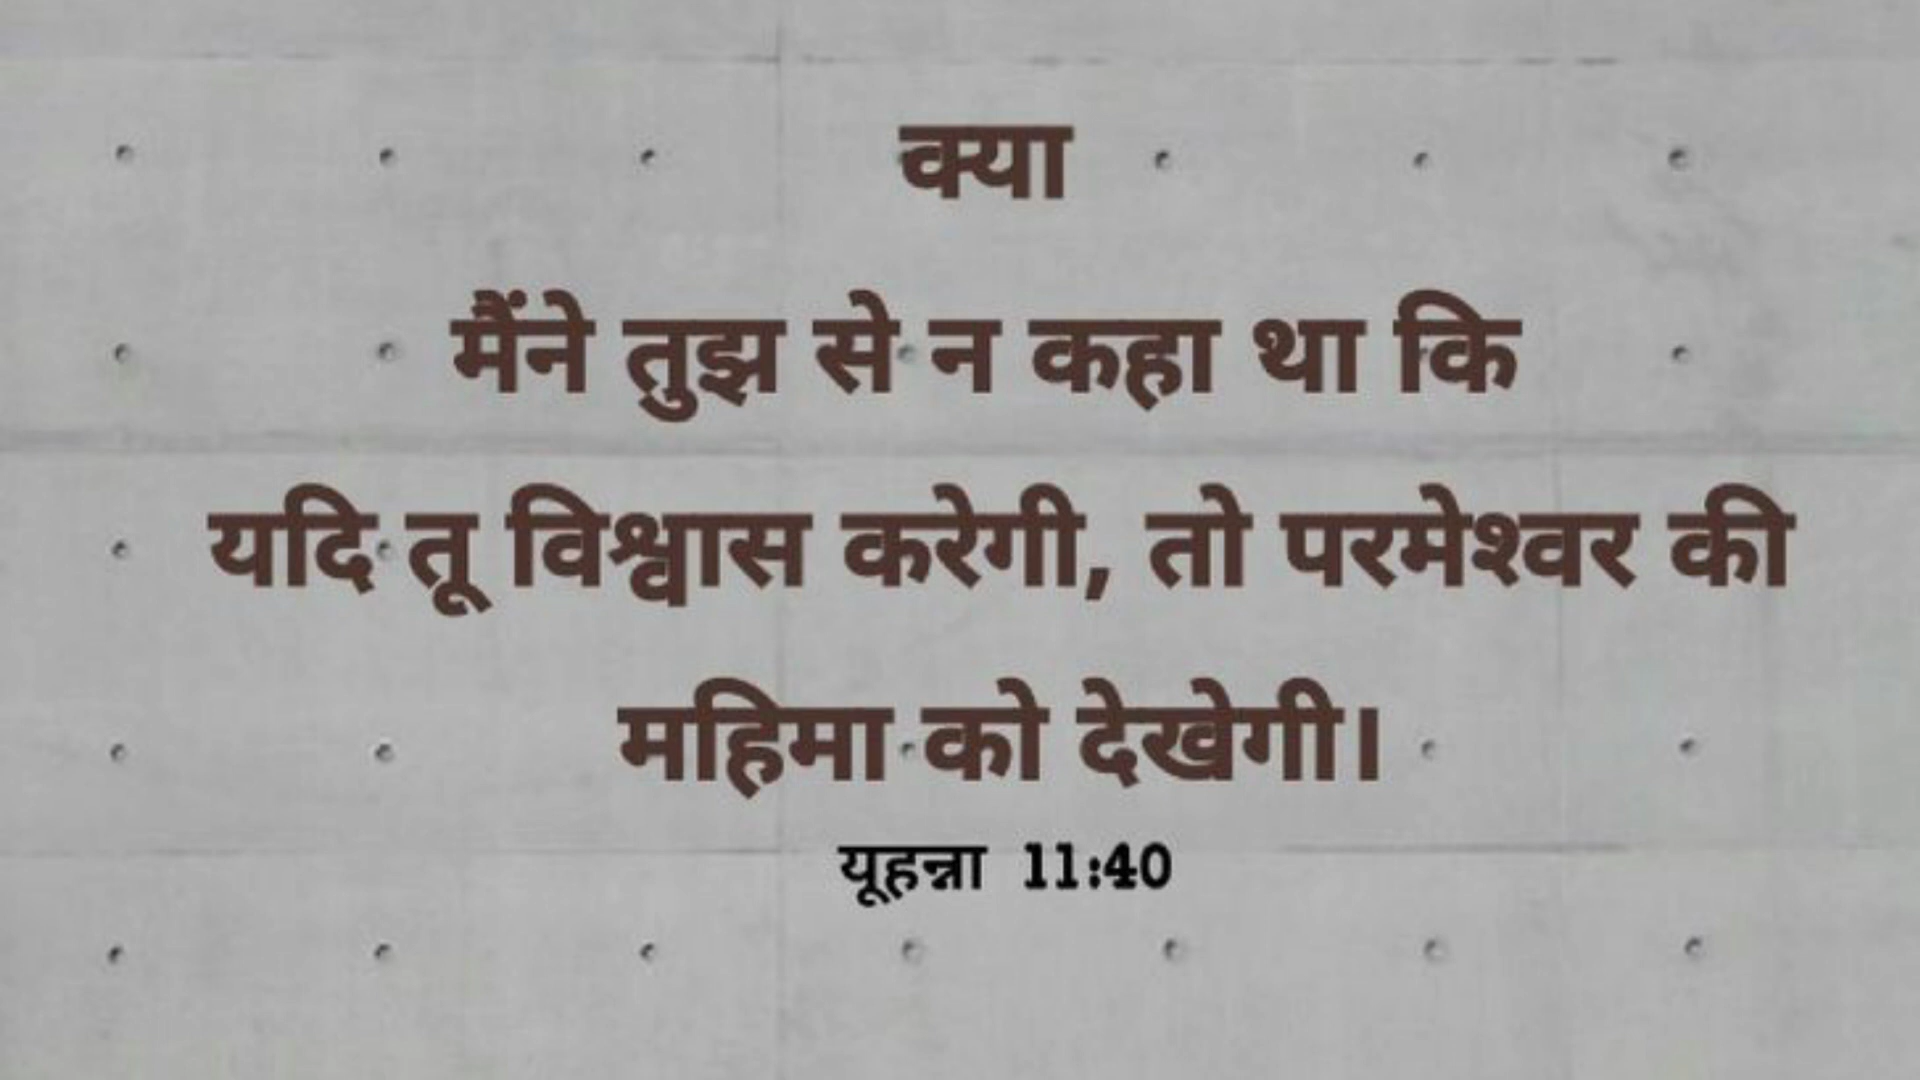 क्या
मैंने तुझ से न कहा था कि
यदि तू विश्वास करेगी, तो परमेश्वर की
महिमा को देखेगी।
यूहन्ना 11:40